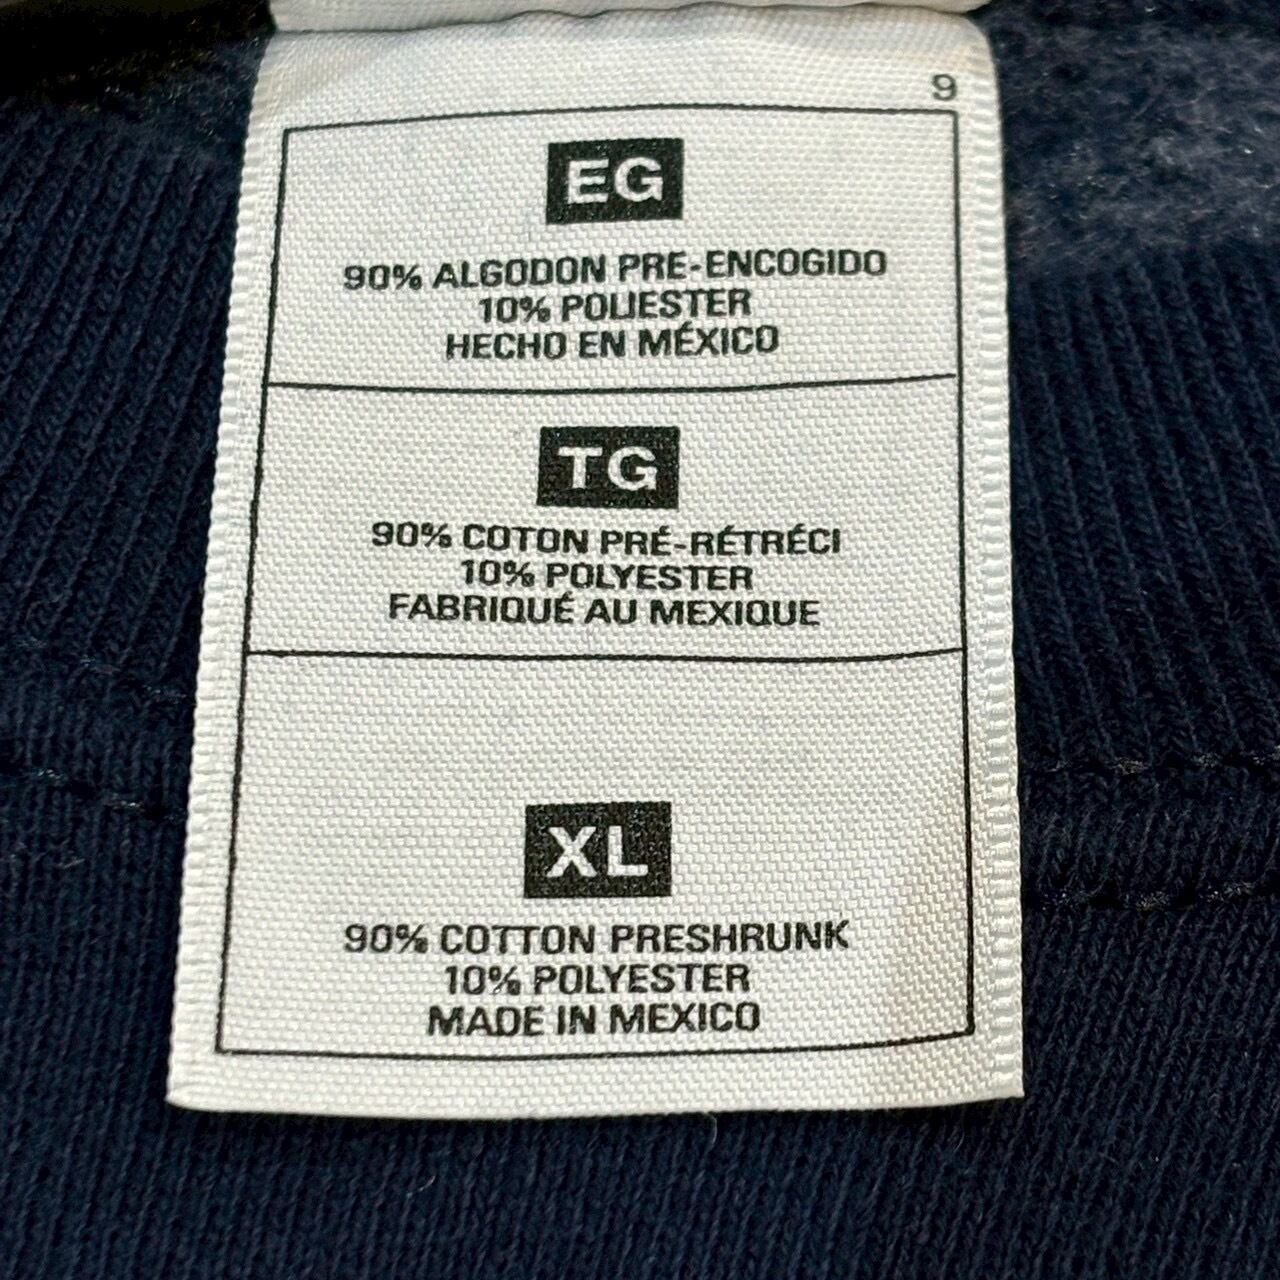 9
EG
90% ALGODON PRE-ENCOGIDO
10% POLIESTER
HECHO EN MÉXICO
TG
90% COTON PRÉ-RÉTRÉCI
10% POLYESTER
FABRIQUÉ AU MEXIQUE
XL
90% COTTON PRESHRUNK
10% POLYESTER
MADE IN MEXICO